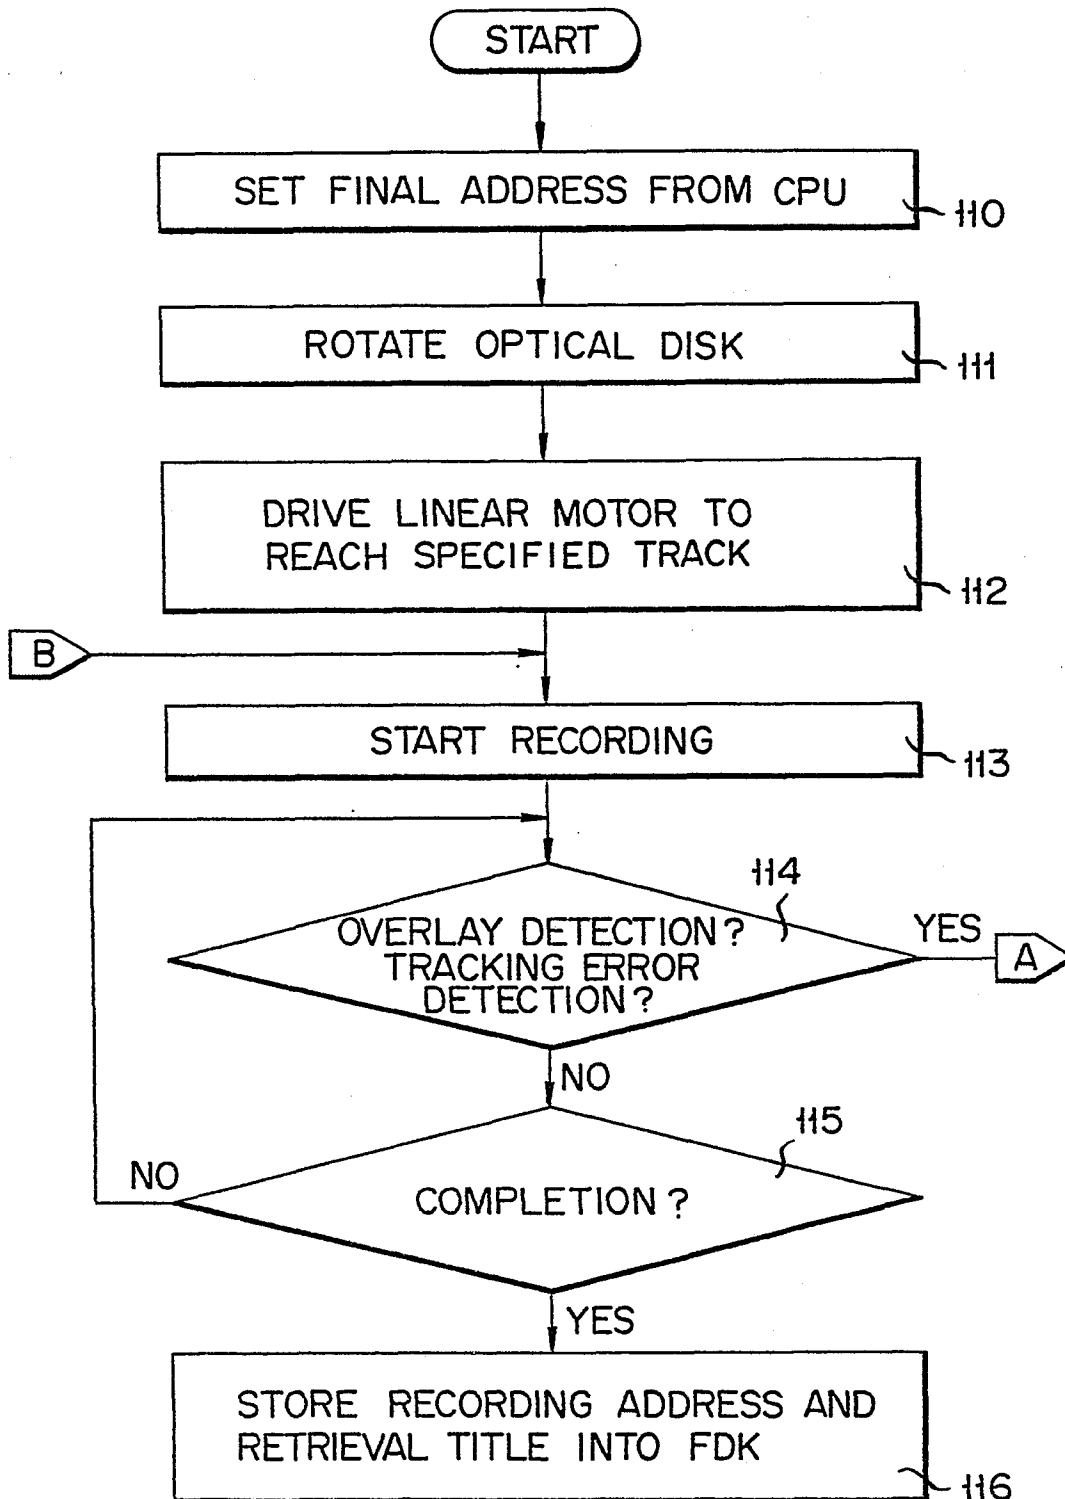 START
SET FINAL ADDRESS FROM CPU
110
ROTATE OPTICAL DISK
111
DRIVE LINEAR MOTOR TO
REACH SPECIFIED TRACK
112
B
START RECORDING
113
114
OVERLAY DETECTION?
TRACKING ERROR
DETECTION?
YES
A
NO
115
NO
COMPLETION?
YES
STORE RECORDING ADDRESS AND
RETRIEVAL TITLE INTO FDK
116